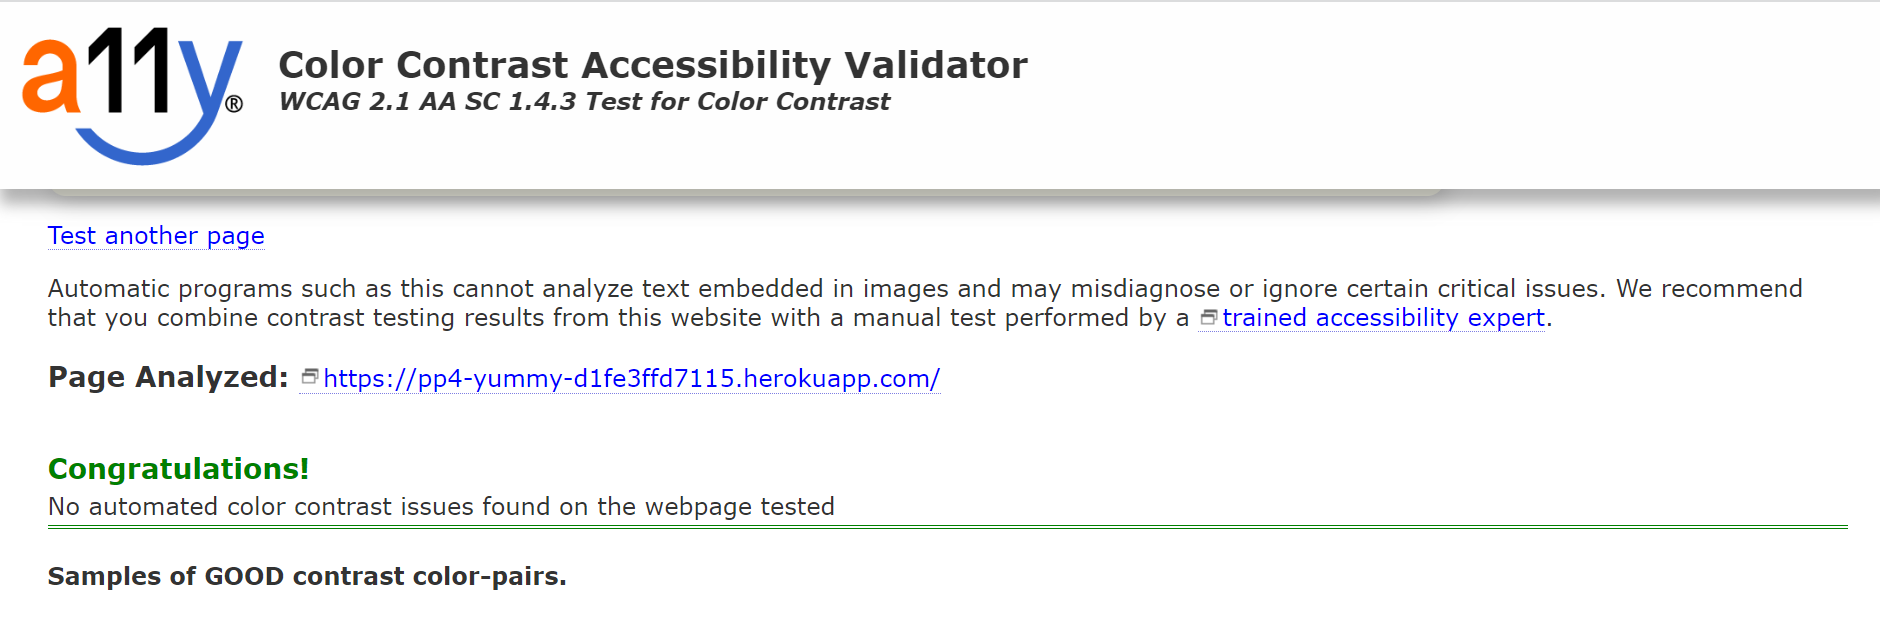 a11y®
Color Contrast Accessibility Validator
WCAG 2.1 AA SC 1.4.3 Test for Color Contrast
Test another page
Automatic programs such as this cannot analyze text embedded in images and may misdiagnose or ignore certain critical issues. We recommend
that you combine contrast testing results from this website with a manual test performed by a trained accessibility expert.
Page Analyzed: https://pp4-yummy-d1fe3ffd7115.herokuapp.com/
Congratulations!
No automated color contrast issues found on the webpage tested
Samples of GOOD contrast color-pairs.